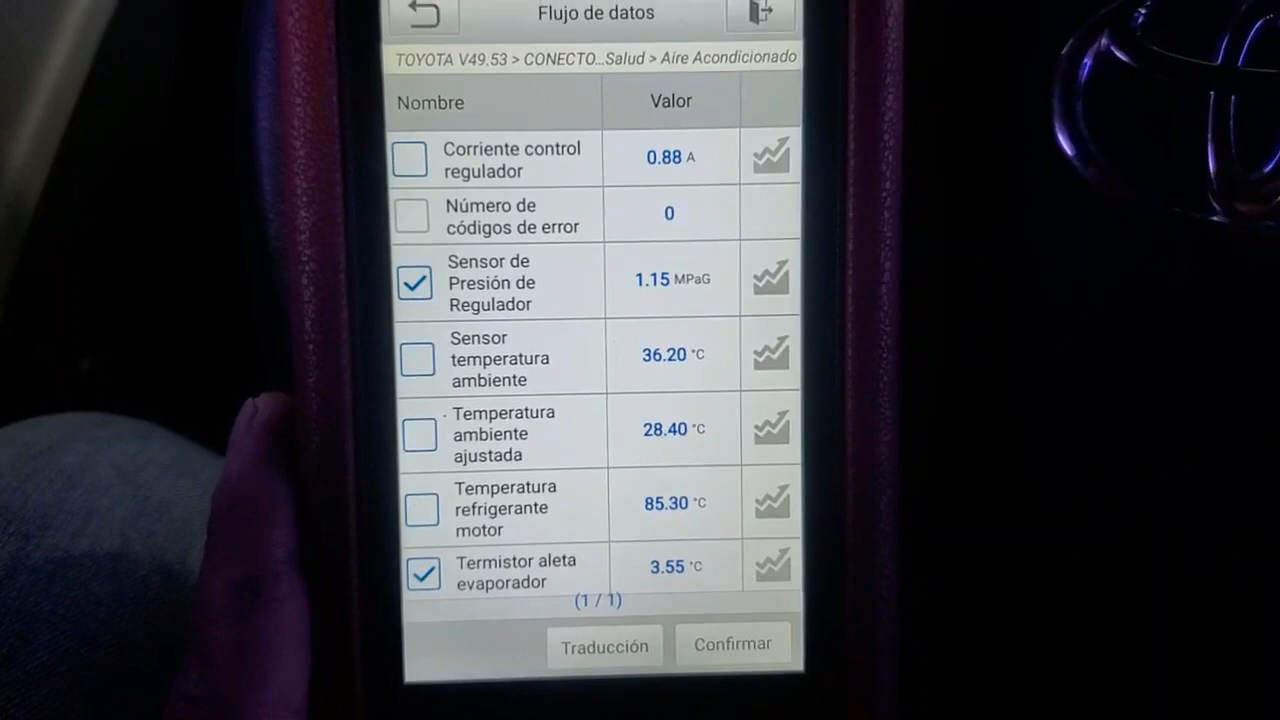 Flujo de datos
TOYOTA V49.53 > CONECTO...Salud > Aire Acondicionado
Nombre
Valor
Corriente control
regulador
0.88 A
Número de
códigos de error
0
Sensor de
Presión de
Regulador
1.15 MPaG
Sensor
temperatura
ambiente
36.20 °C
Temperatura
ambiente
ajustada
28.40 °C
Temperatura
refrigerante
motor
85.30 °C
Termistor aleta
evaporador
3.55 °C
(1 / 1)
Traducción
Confirmar